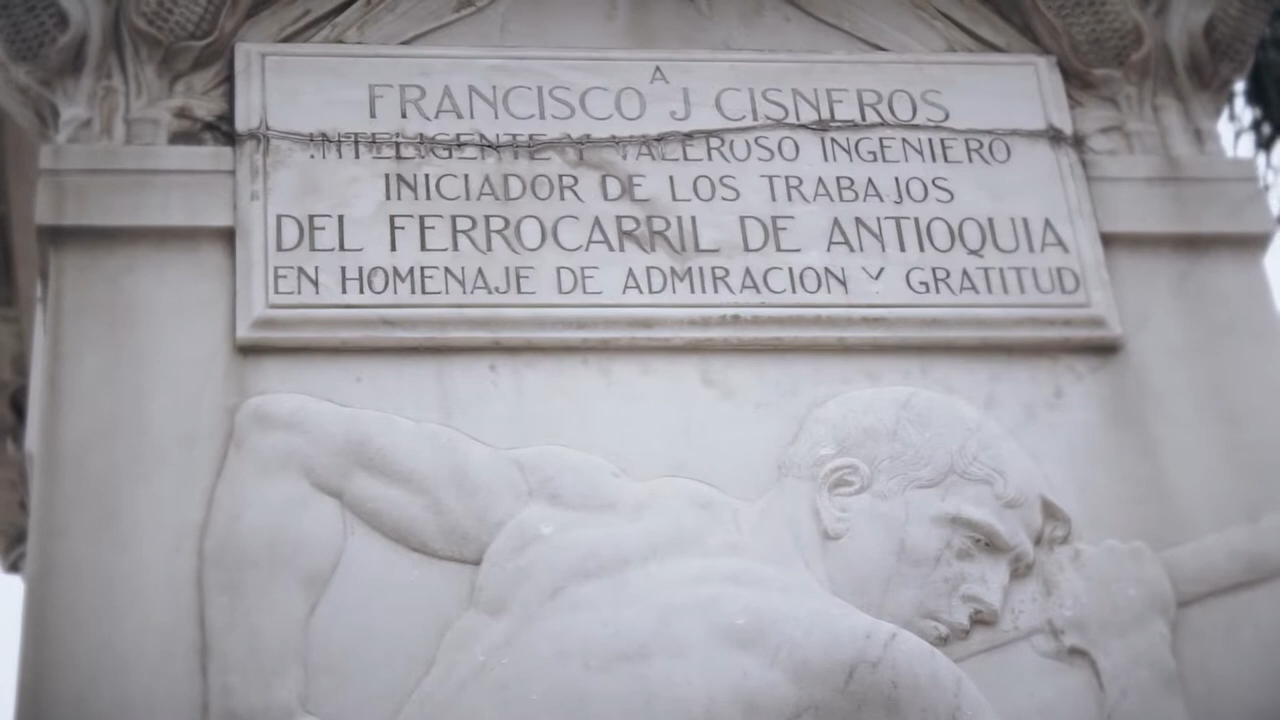 A
FRANCISCO J CISNEROS
INTELIGENTE Y VALEROSO INGENIERO
INICIADOR DE LOS TRABAJOS
DEL FERROCARRIL DE ANTIOQUIA
EN HOMENAJE DE ADMIRACION Y GRATITUD